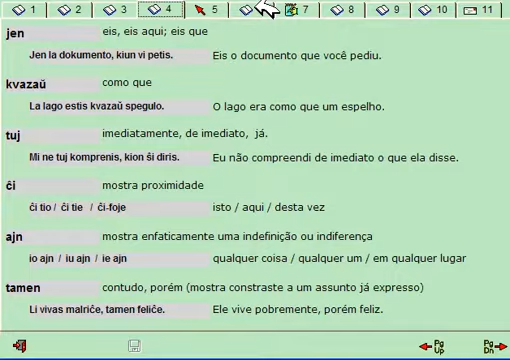 1 2 3 4 5 7 8 9 10 11
jen eis, eis aqui; eis que
Jen la dokumento, kiun vi petis. Eis o documento que você pediu.
kvazaŭ como que
La lago estis kvazaŭ spegulo. O lago era como que um espelho.
tuj imediatamente, de imediato, já.
Mi ne tuj komprenis, kion ŝi diris. Eu não compreendi de imediato o que ela disse.
ĉi mostra proximidade
ĉi tio / ĉi tie / ĉi-foje isto / aqui / desta vez
ajn mostra enfaticamente uma indefinição ou indiferença
io ajn / iu ajn / ie ajn qualquer coisa / qualquer um / em qualquer lugar
tamen contudo, porém (mostra constraste a um assunto já expresso)
Li vivas malriĉe, tamen feliĉe. Ele vive pobremente, porém feliz.
Pg Pg
Up Dn